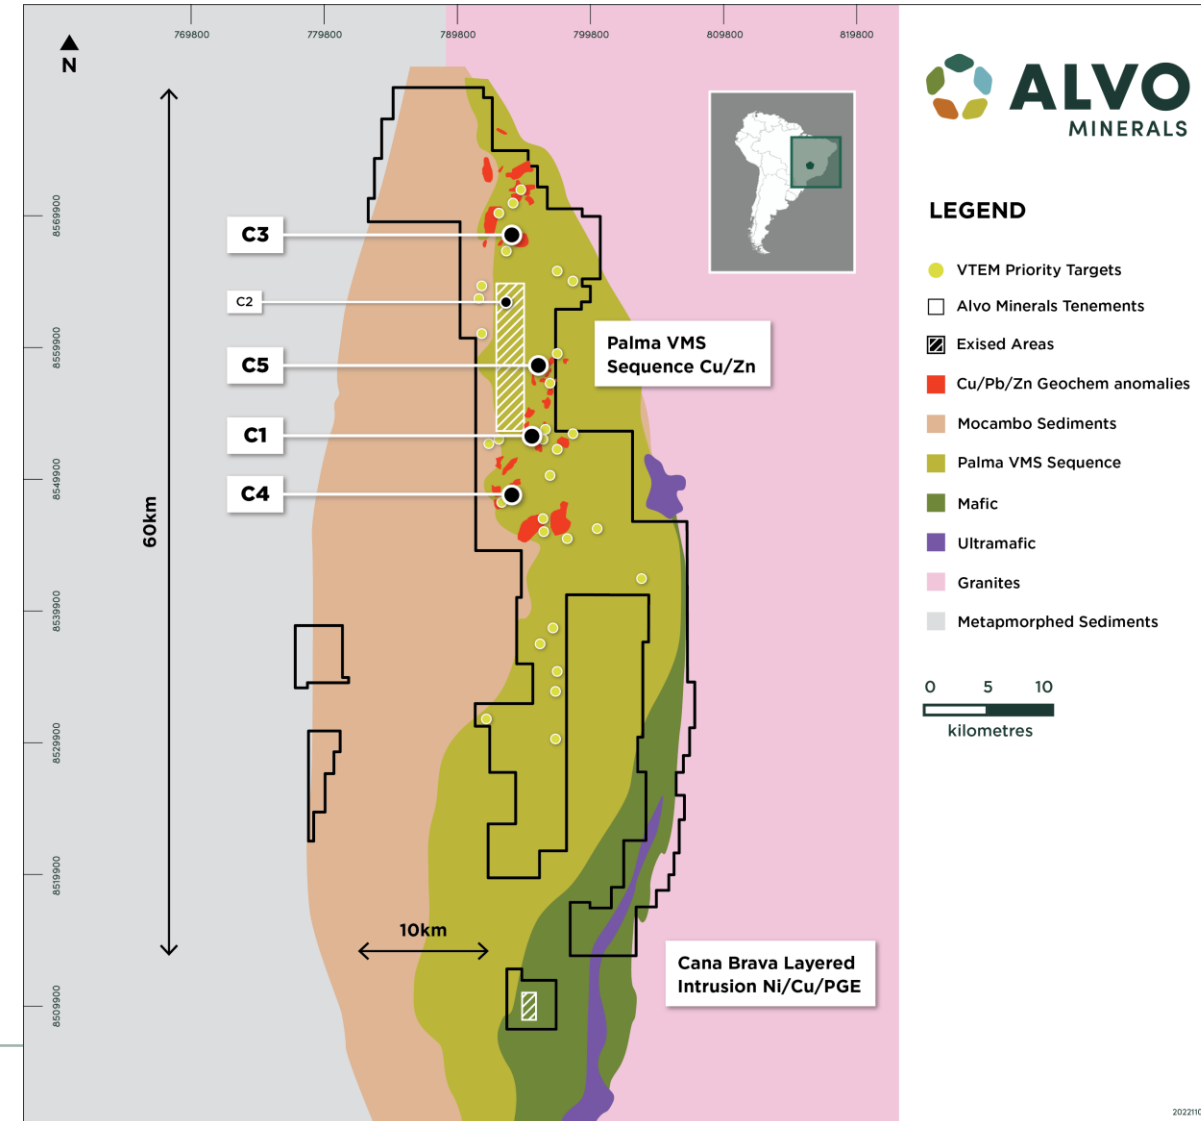 769800
779800
789800
799800
809800
819800
N
ALVO
MINERALS
LEGEND
VTEM Priority Targets
Alvo Minerals Tenements
Exised Areas
Cu/Pb/Zn Geochem anomalies
Mocambo Sediments
Palma VMS Sequence
Mafic
Ultramafic
Granites
Metapmorphed Sediments
0 5 10
kilometres
8569900
8559900
8549900
8539900
8529900
8519900
8509900
C3
C2
C5
C1
C4
Palma VMS
Sequence Cu/Zn
60km
10km
Cana Brava Layered
Intrusion Ni/Cu/PGE